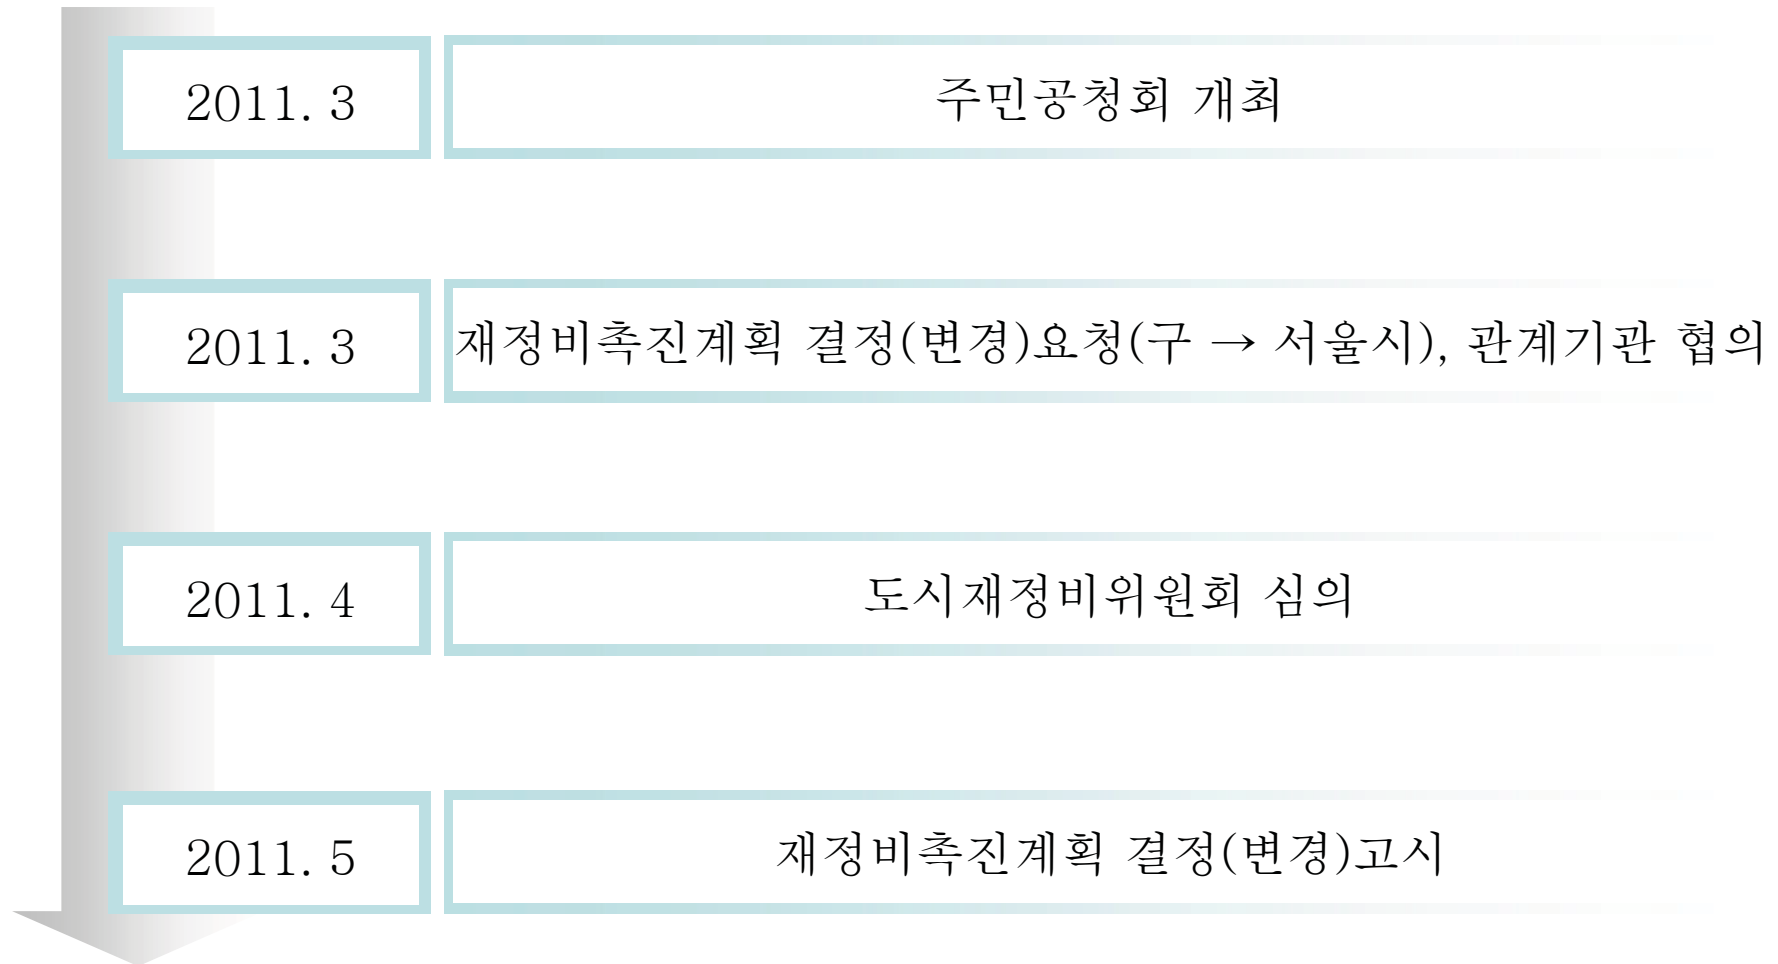 2011. 3
주민공청회 개최
2011. 3
재정비촉진계획 결정(변경)요청(구 → 서울시), 관계기관 협의
2011. 4
도시재정비위원회 심의
2011. 5
재정비촉진계획 결정(변경)고시